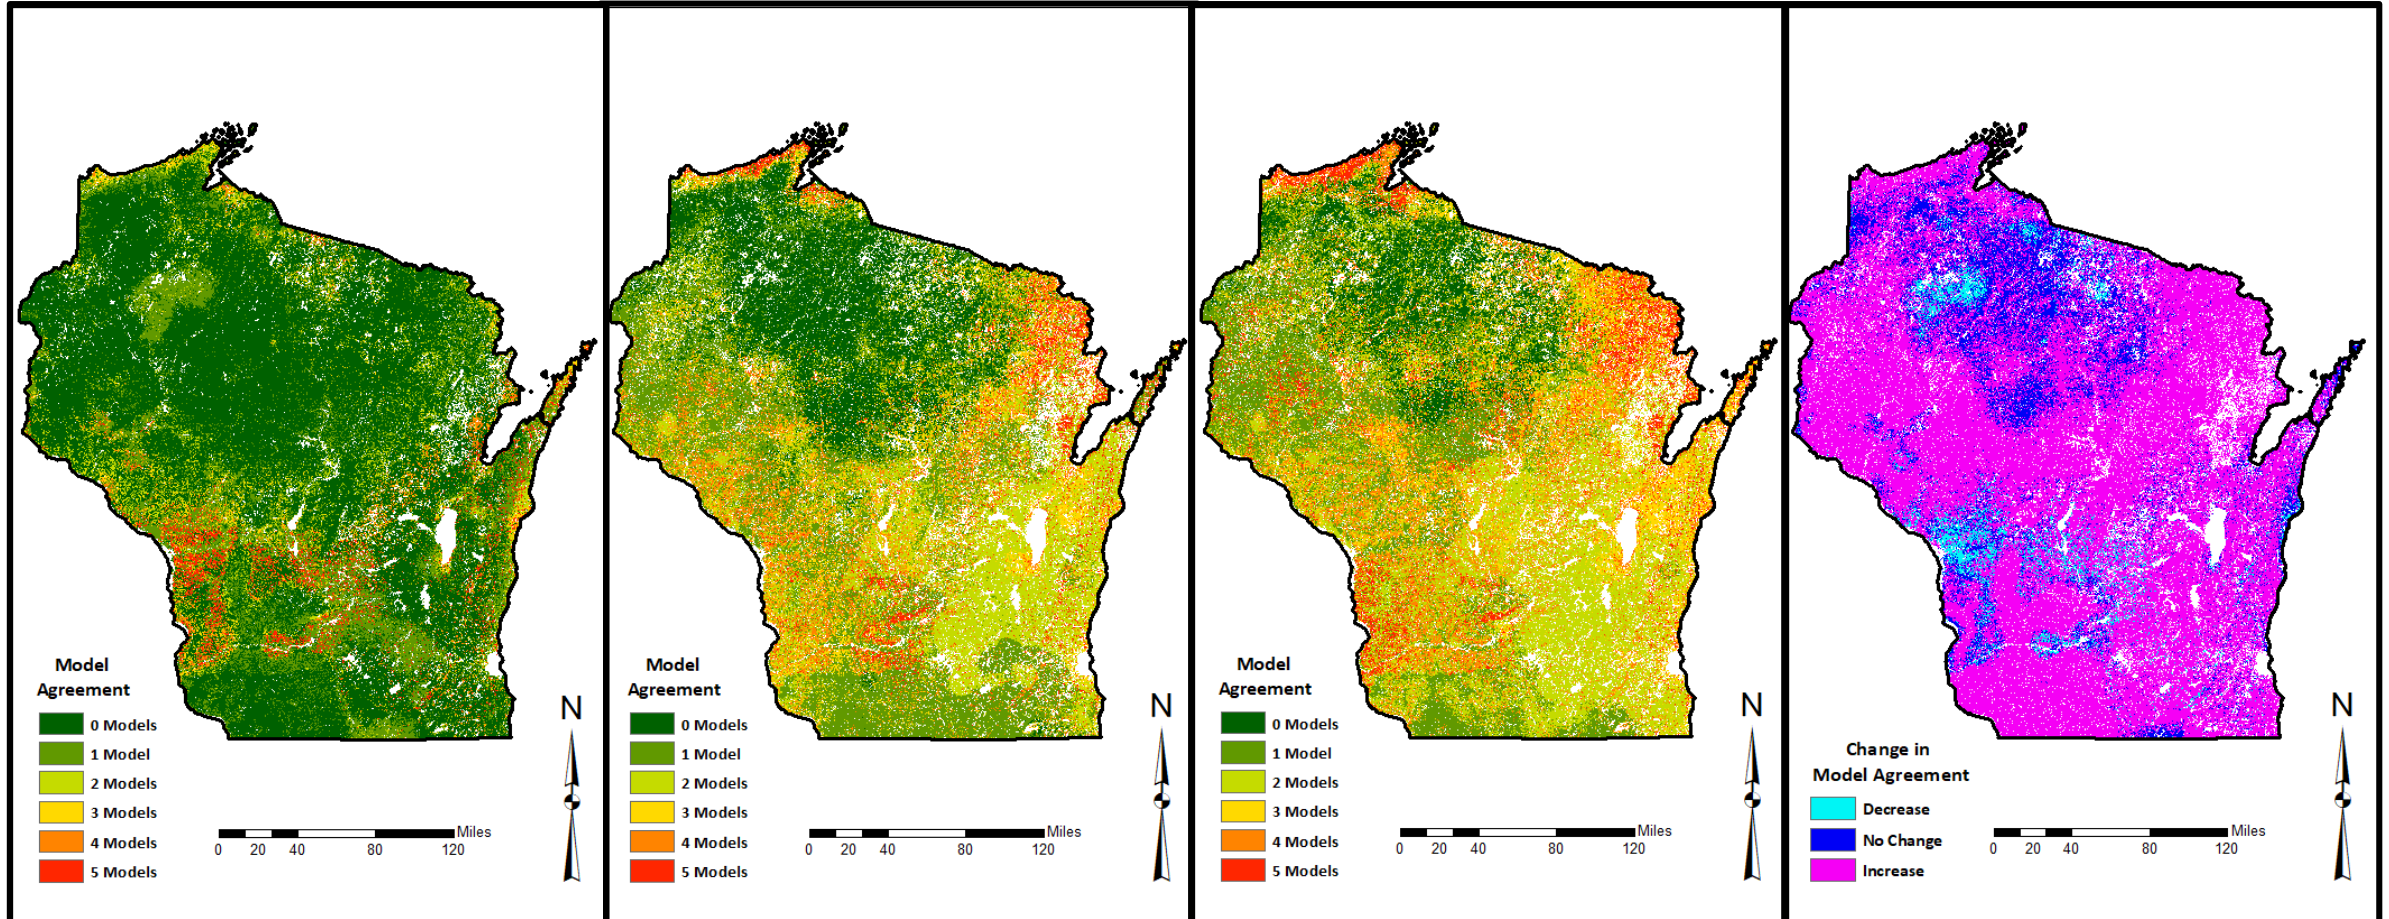 Model
Agreement
0 Models
1 Model
2 Models
3 Models
4 Models
5 Models
N
Miles
0 20 40 80 120
Model
Agreement
0 Models
1 Model
2 Models
3 Models
4 Models
5 Models
N
Miles
0 20 40 80 120
Model
Agreement
0 Models
1 Model
2 Models
3 Models
4 Models
5 Models
N
Miles
0 20 40 80 120
Change in
Model Agreement
Decrease
No Change
Increase
N
Miles
0 20 40 80 120